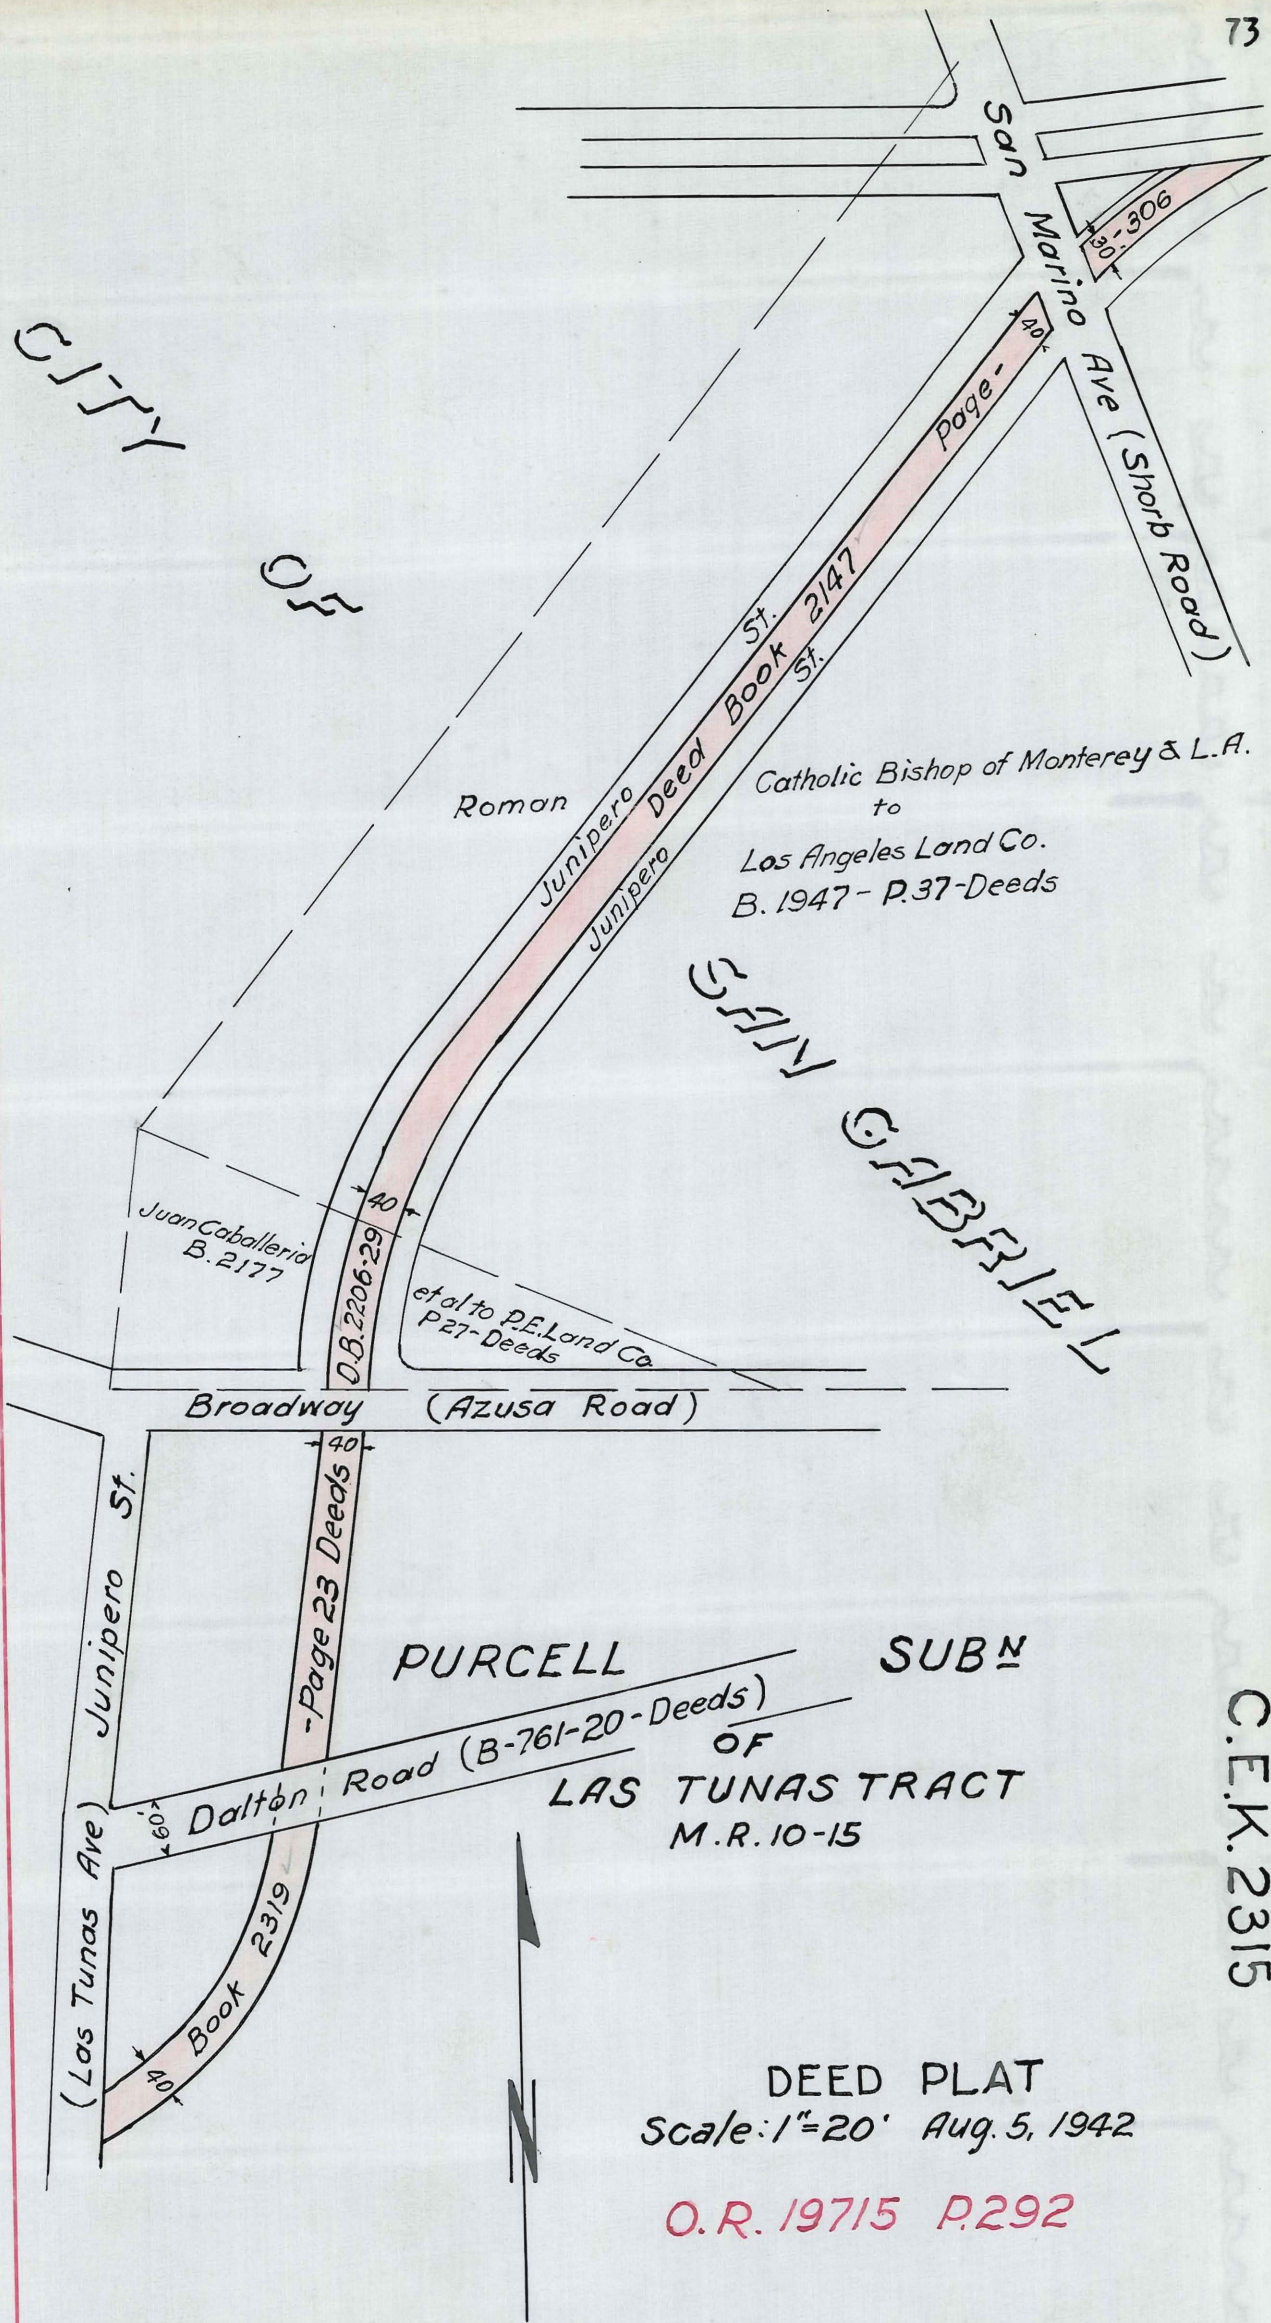 73
San Marino Ave (Shorb Road)
30'
-306
40
CITY
OF
SAN GABRIEL
Deed Book 2147 Page-
Junipero St.
Junipero St.
Roman Catholic Bishop of Monterey & L.A.
to
Los Angeles Land Co.
B. 1947 - P.37-Deeds
40
Juan Caballeria et al to P.E. Land Co.
B. 2177 P27-Deeds
D.B. 2206-29
Broadway (Azusa Road)
40
Book 2319 -Page 23 Deeds
Junipero St.
(Las Tunas Ave)
PURCELL SUBN
OF
LAS TUNAS TRACT
M.R. 10-15
Dalton Road (B-761-20-Deeds)
60'
40
C.E.K. 2315
N
DEED PLAT
Scale: 1"=20' Aug. 5, 1942
O.R. 19715 P.292